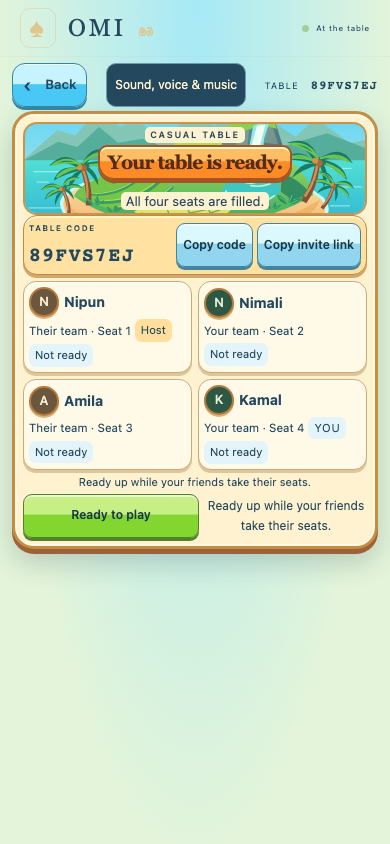 OMI ඔමි
At the table
‹ Back
Sound, voice & music
TABLE 89FVS7EJ
CASUAL TABLE
Your table is ready.
All four seats are filled.
TABLE CODE
89FVS7EJ
Copy code
Copy invite link
N Nipun
Their team · Seat 1 Host
Not ready
N Nimali
Your team · Seat 2
Not ready
A Amila
Their team · Seat 3
Not ready
K Kamal
Your team · Seat 4 YOU
Not ready
Ready up while your friends take their seats.
Ready to play
Ready up while your friends
take their seats.